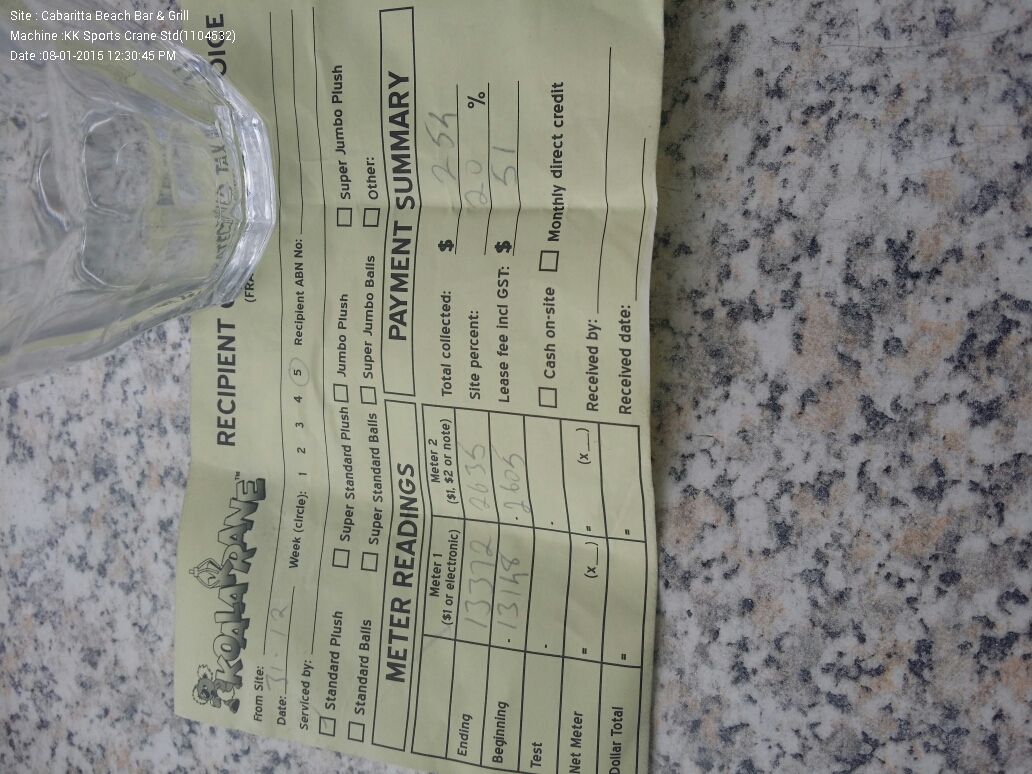 Site : Cabaritta Beach Bar & Grill
Machine :KK Sports Crane Std(1104532)
Date :08-01-2015 12:30:45 PM
KOALA KRANE™
RECIPIENT
OICE
(FRA
From Site:
Date: 31.12 Week (circle): 1 2 3 4 5 Recipient ABN No:
Serviced by:
Standard Plush Super Standard Plush Jumbo Plush Super Jumbo Plush
Standard Balls Super Standard Balls Super Jumbo Balls Other:
METER READINGS
Meter 1 Meter 2
($1 or electronic) ($1, $2 or note)
Ending 13372 2635
Beginning - 13148 - 2605
Test - -
Net Meter = (x__) = (x__)
Dollar Total = =
PAYMENT SUMMARY
Total collected: $ 254
Site percent: 20 %
Lease fee incl GST: $ 51
Cash on-site Monthly direct credit
Received by:
Received date: